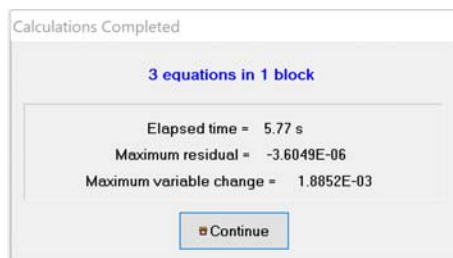 Calculations Completed
3 equations in 1 block
Elapsed time = 5.77 s
Maximum residual = -3.6049E-06
Maximum variable change = 1.8852E-03
Continue